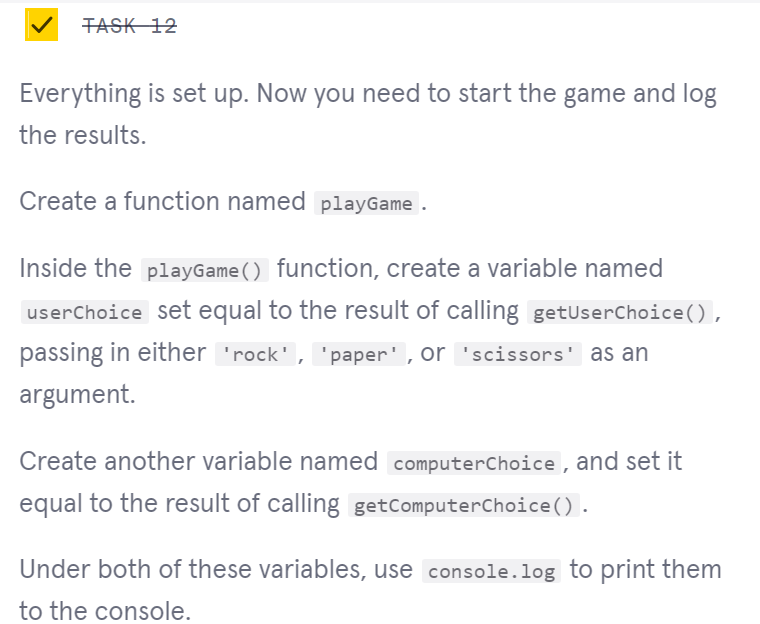 TASK 12
Everything is set up. Now you need to start the game and log
the results.
Create a function named playGame.
Inside the playGame() function, create a variable named
userChoice set equal to the result of calling getUserChoice(),
passing in either 'rock', 'paper', or 'scissors' as an
argument.
Create another variable named computerChoice, and set it
equal to the result of calling getComputerChoice().
Under both of these variables, use console.log to print them
to the console.